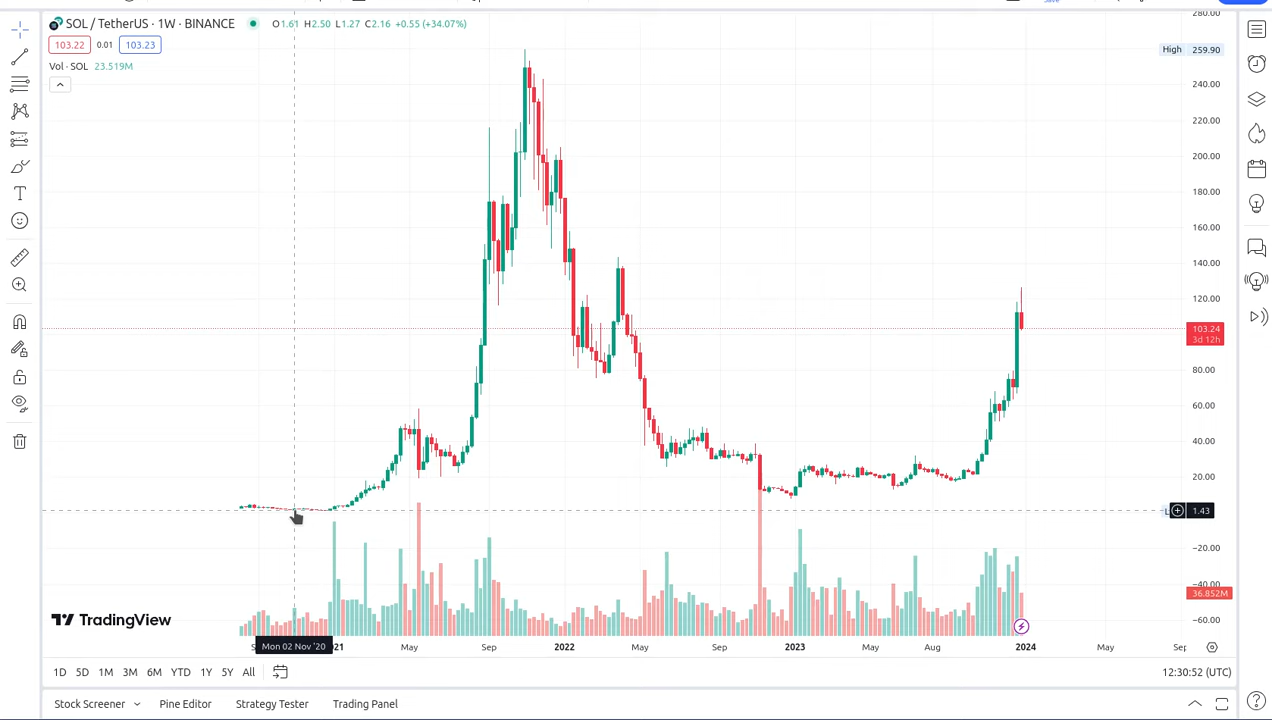 SOL / TetherUS · 1W · BINANCE O1.61 H2.50 L1.27 C2.16 +0.55 (+34.07%)
103.22 0.01 103.23
Vol · SOL 23.519M
280.00
High 259.90
240.00
220.00
200.00
180.00
160.00
140.00
120.00
103.24
3d 12h
80.00
60.00
40.00
20.00
1.43
−20.00
−40.00
36.852M
−60.00
TradingView
Mon 02 Nov '20 21 May Sep 2022 May Sep 2023 May Aug 2024 May Sep
1D 5D 1M 3M 6M YTD 1Y 5Y All 12:30:52 (UTC)
Stock Screener Pine Editor Strategy Tester Trading Panel